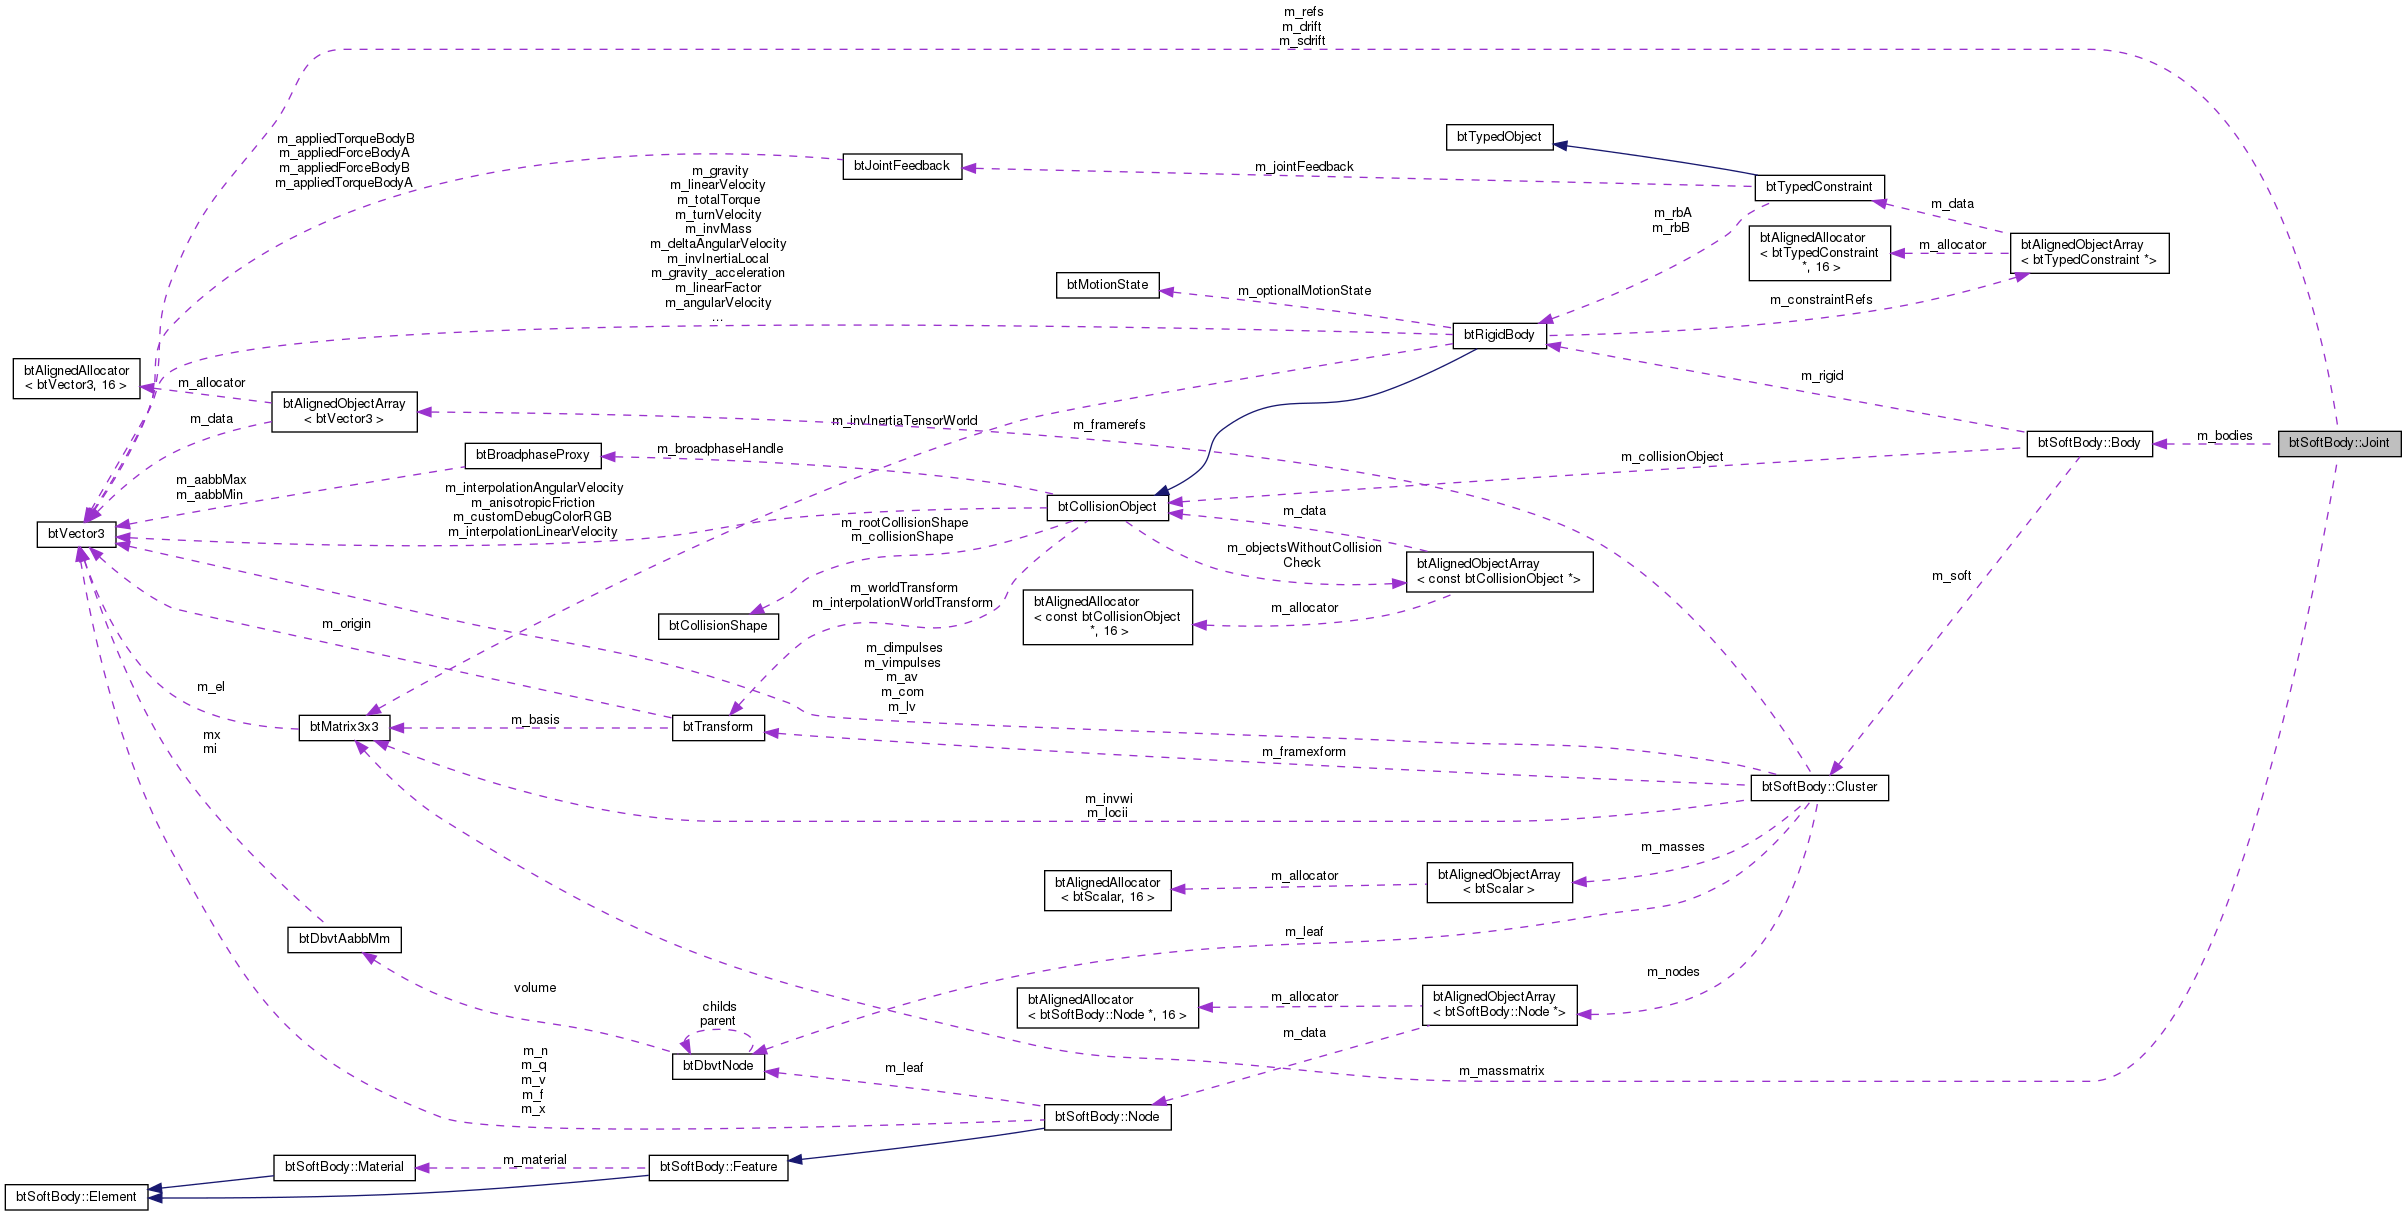 m_refs
m_drift
m_sdrift
btTypedObject
m_appliedTorqueBodyB
m_appliedForceBodyA
m_appliedForceBodyB
m_appliedTorqueBodyA
btJointFeedback
m_jointFeedback
btTypedConstraint
m_gravity
m_linearVelocity
m_totalTorque
m_turnVelocity
m_invMass
m_deltaAngularVelocity
m_invInertiaLocal
m_gravity_acceleration
m_linearFactor
m_angularVelocity
...
m_rbA
m_rbB
m_data
btAlignedAllocator
< btTypedConstraint
*, 16 >
m_allocator
btAlignedObjectArray
< btTypedConstraint *>
btMotionState
m_optionalMotionState
m_constraintRefs
btRigidBody
btAlignedAllocator
< btVector3, 16 >
m_allocator
m_data
btAlignedObjectArray
< btVector3 >
m_invInertiaTensorWorld
m_framerefs
m_rigid
btSoftBody::Body
m_bodies
btSoftBody::Joint
btBroadphaseProxy
m_broadphaseHandle
m_collisionObject
m_aabbMax
m_aabbMin
m_interpolationAngularVelocity
m_anisotropicFriction
m_customDebugColorRGB
m_interpolationLinearVelocity
btCollisionObject
m_data
btVector3
m_rootCollisionShape
m_collisionShape
m_objectsWithoutCollision
Check
btAlignedObjectArray
< const btCollisionObject *>
m_soft
m_worldTransform
m_interpolationWorldTransform
btAlignedAllocator
< const btCollisionObject
*, 16 >
m_allocator
m_origin
btCollisionShape
m_dimpulses
m_vimpulses
m_av
m_com
m_lv
m_el
btMatrix3x3
m_basis
btTransform
mx
mi
m_framexform
btSoftBody::Cluster
m_invwi
m_locii
m_masses
btAlignedAllocator
< btScalar, 16 >
m_allocator
btAlignedObjectArray
< btScalar >
btDbvtAabbMm
m_leaf
m_nodes
volume
childs
parent
btAlignedAllocator
< btSoftBody::Node *, 16 >
m_allocator
btAlignedObjectArray
< btSoftBody::Node *>
m_data
m_n
m_q
m_v
m_f
m_x
btDbvtNode
m_leaf
m_massmatrix
btSoftBody::Node
btSoftBody::Material
m_material
btSoftBody::Feature
btSoftBody::Element